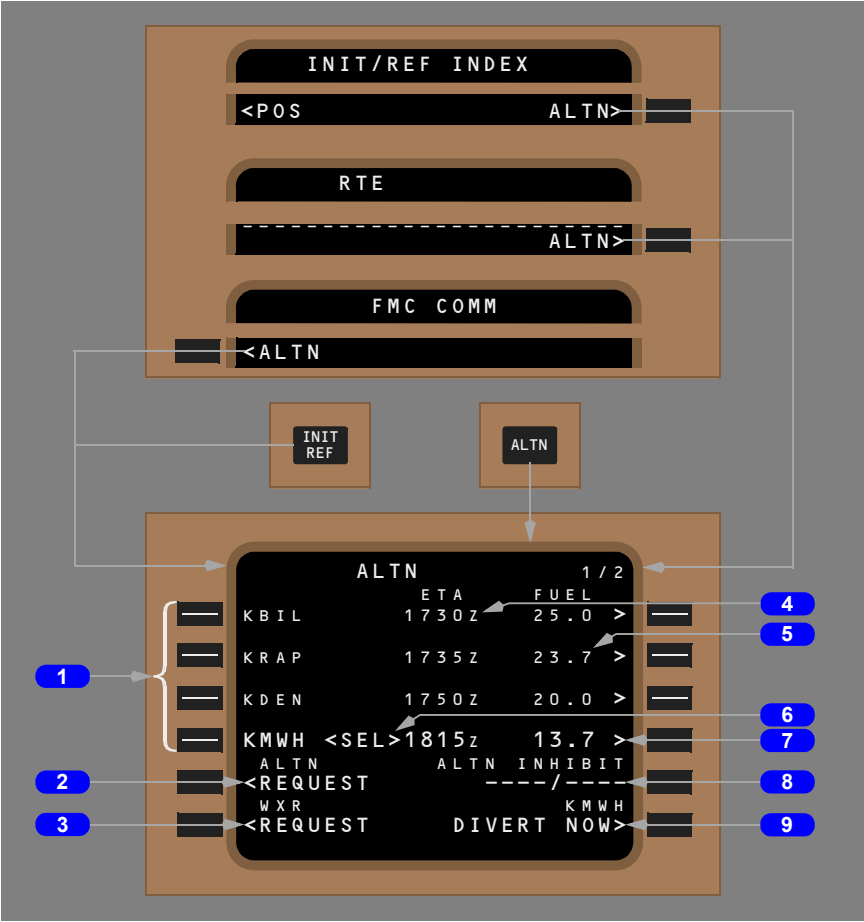 INIT/REF INDEX
<POS ALTN>
RTE
------------------------
ALTN>
FMC COMM
<ALTN
INIT
REF
ALTN
ALTN 1/2
ETA FUEL
KBIL 1730Z 25.0 >
4
5
KRAP 1735Z 23.7 >
1
KDEN 1750Z 20.0 >
6
KMWH <SEL>1815Z 13.7 >
7
ALTN ALTN INHIBIT
2
<REQUEST ----/----
8
WXR KMWH
3
<REQUEST DIVERT NOW>
9